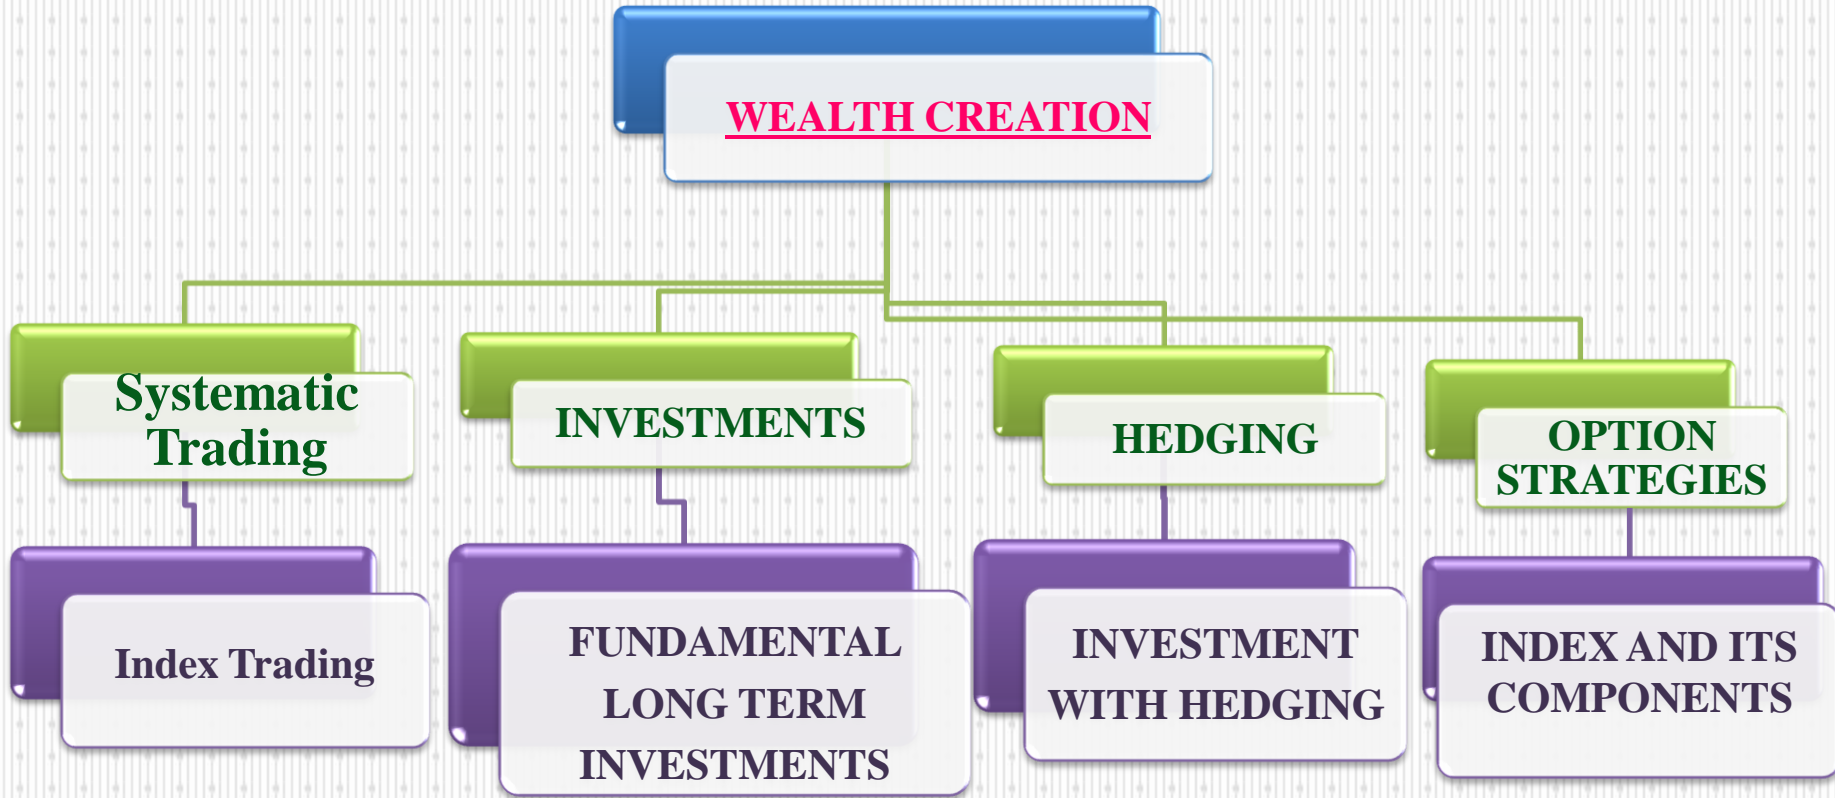 WEALTH CREATION
Systematic
Trading
INVESTMENTS
HEDGING
OPTION
STRATEGIES
Index Trading
FUNDAMENTAL
LONG TERM
INVESTMENTS
INVESTMENT
WITH HEDGING
INDEX AND ITS
COMPONENTS